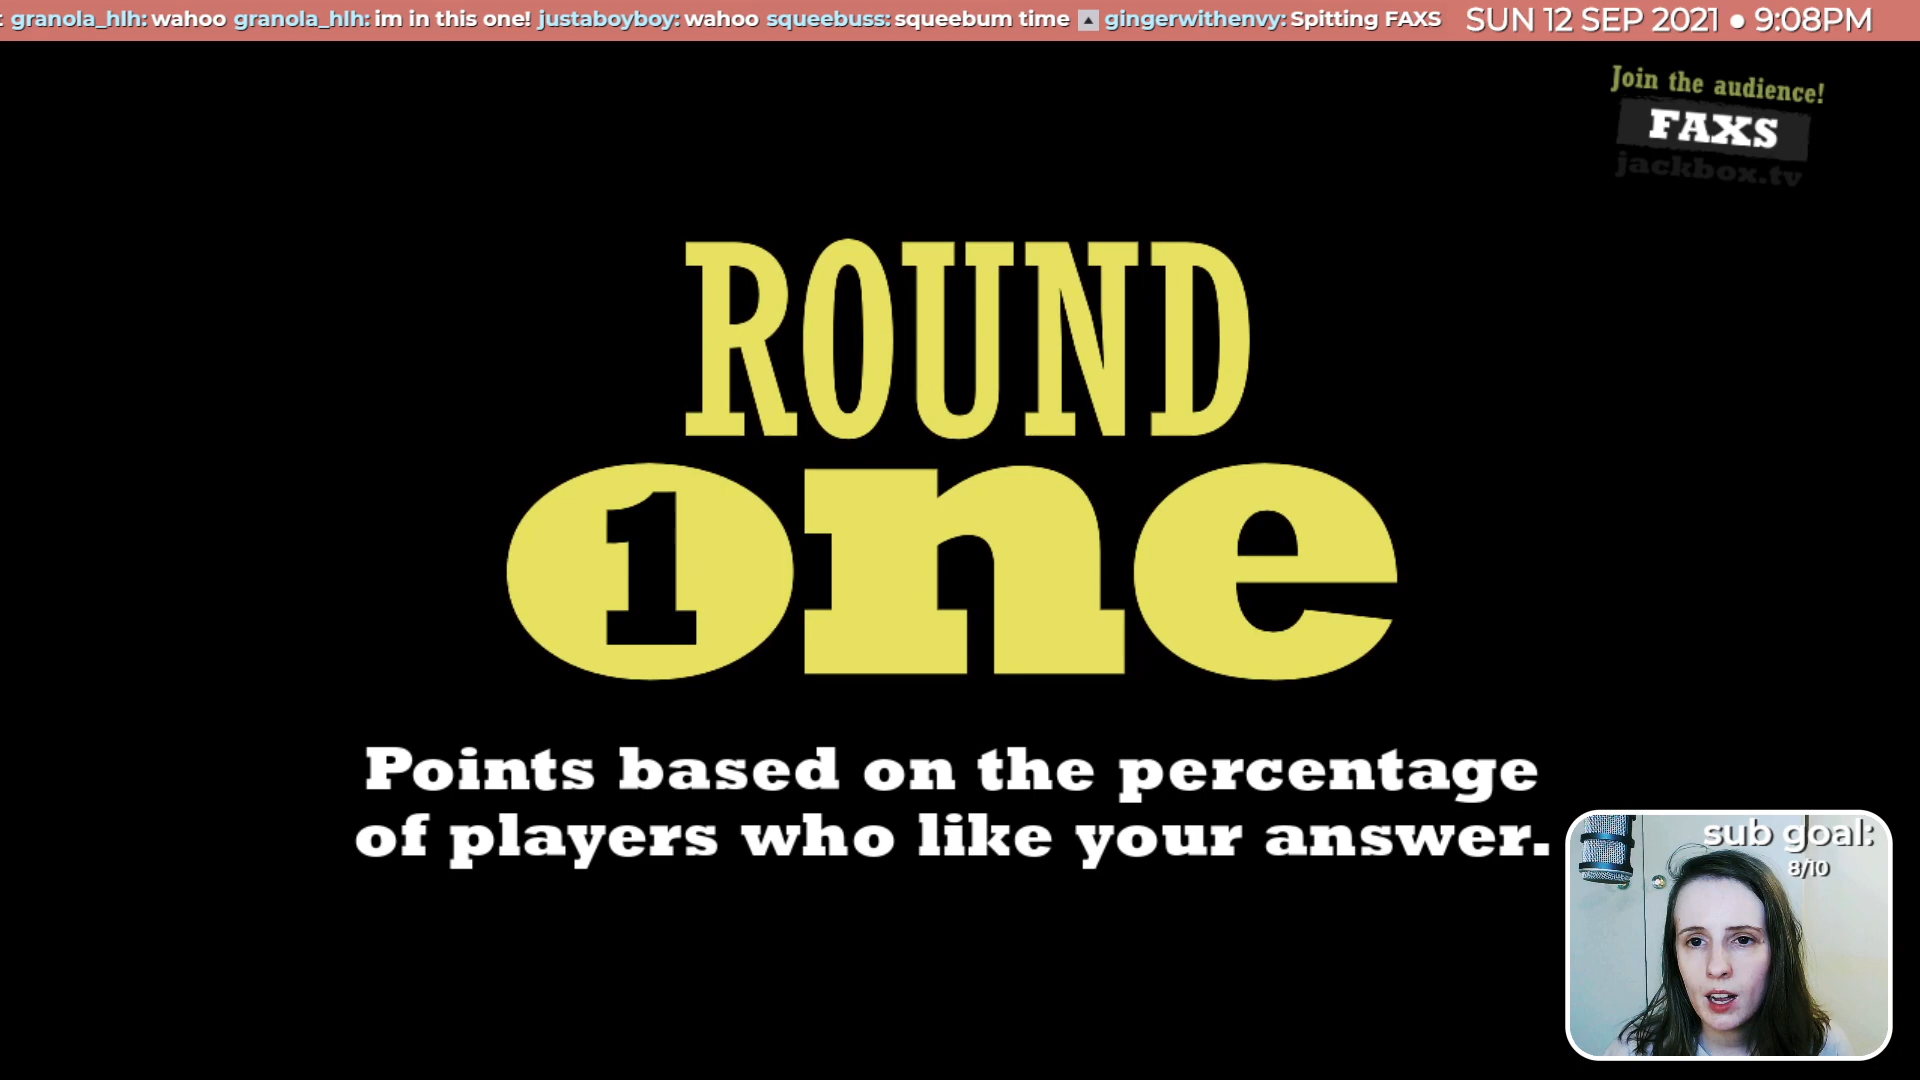 : granola_hlh: wahoo granola_hlh: im in this one! justaboyboy: wahoo squeebuss: squeebum time gingerwithenvy: Spitting FAXS
SUN 12 SEP 2021 ● 9:08PM
Join the audience!
FAXS
jackbox.tv
ROUND
1
one
Points based on the percentage
of players who like your answer.
sub goal:
8/10